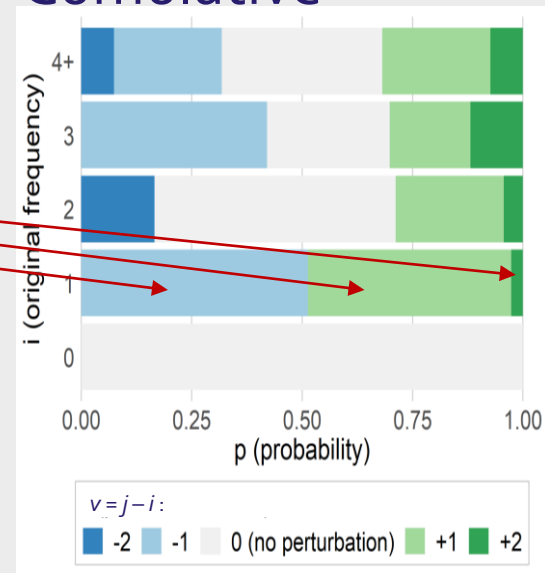 4+
3
2
1
0
i (original frequency)
0.00 0.25 0.50 0.75 1.00
p (probability)
v = j − i :
-2 -1 0 (no perturbation) +1 +2